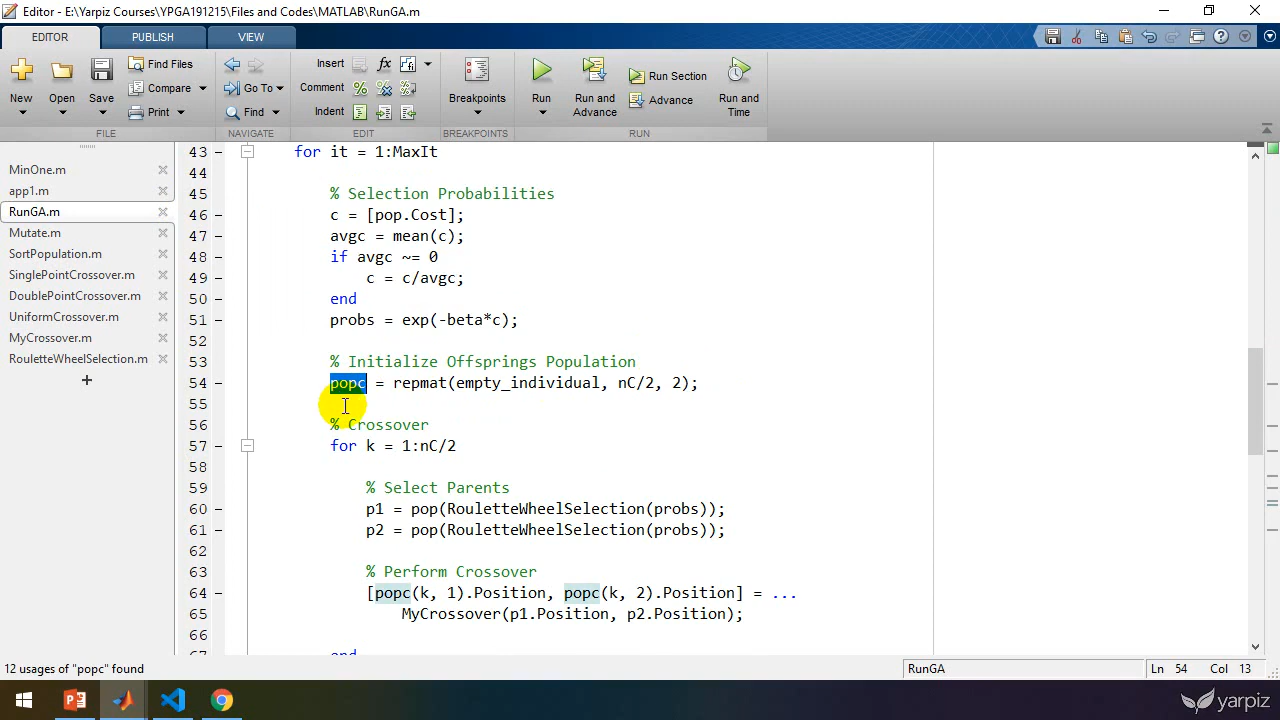 Editor - E:\Yarpiz Courses\YPGA191215\Files and Codes\MATLAB\RunGA.m
EDITOR PUBLISH VIEW
New Open Save Find Files Compare Print
Go To Find
Insert Comment Indent
Breakpoints
Run Run and Advance Run Section Advance Run and Time
FILE NAVIGATE EDIT BREAKPOINTS RUN
MinOne.m
app1.m
RunGA.m
Mutate.m
SortPopulation.m
SinglePointCrossover.m
DoublePointCrossover.m
UniformCrossover.m
MyCrossover.m
RouletteWheelSelection.m
43 for it = 1:MaxIt
44
45 % Selection Probabilities
46 c = [pop.Cost];
47 avgc = mean(c);
48 if avgc ~= 0
49 c = c/avgc;
50 end
51 probs = exp(-beta*c);
52
53 % Initialize Offsprings Population
54 popc = repmat(empty_individual, nC/2, 2);
55
56 % Crossover
57 for k = 1:nC/2
58
59 % Select Parents
60 p1 = pop(RouletteWheelSelection(probs));
61 p2 = pop(RouletteWheelSelection(probs));
62
63 % Perform Crossover
64 [popc(k, 1).Position, popc(k, 2).Position] = ...
65 MyCrossover(p1.Position, p2.Position);
66
67 end
12 usages of "popc" found
RunGA
Ln 54 Col 13
yarpiz